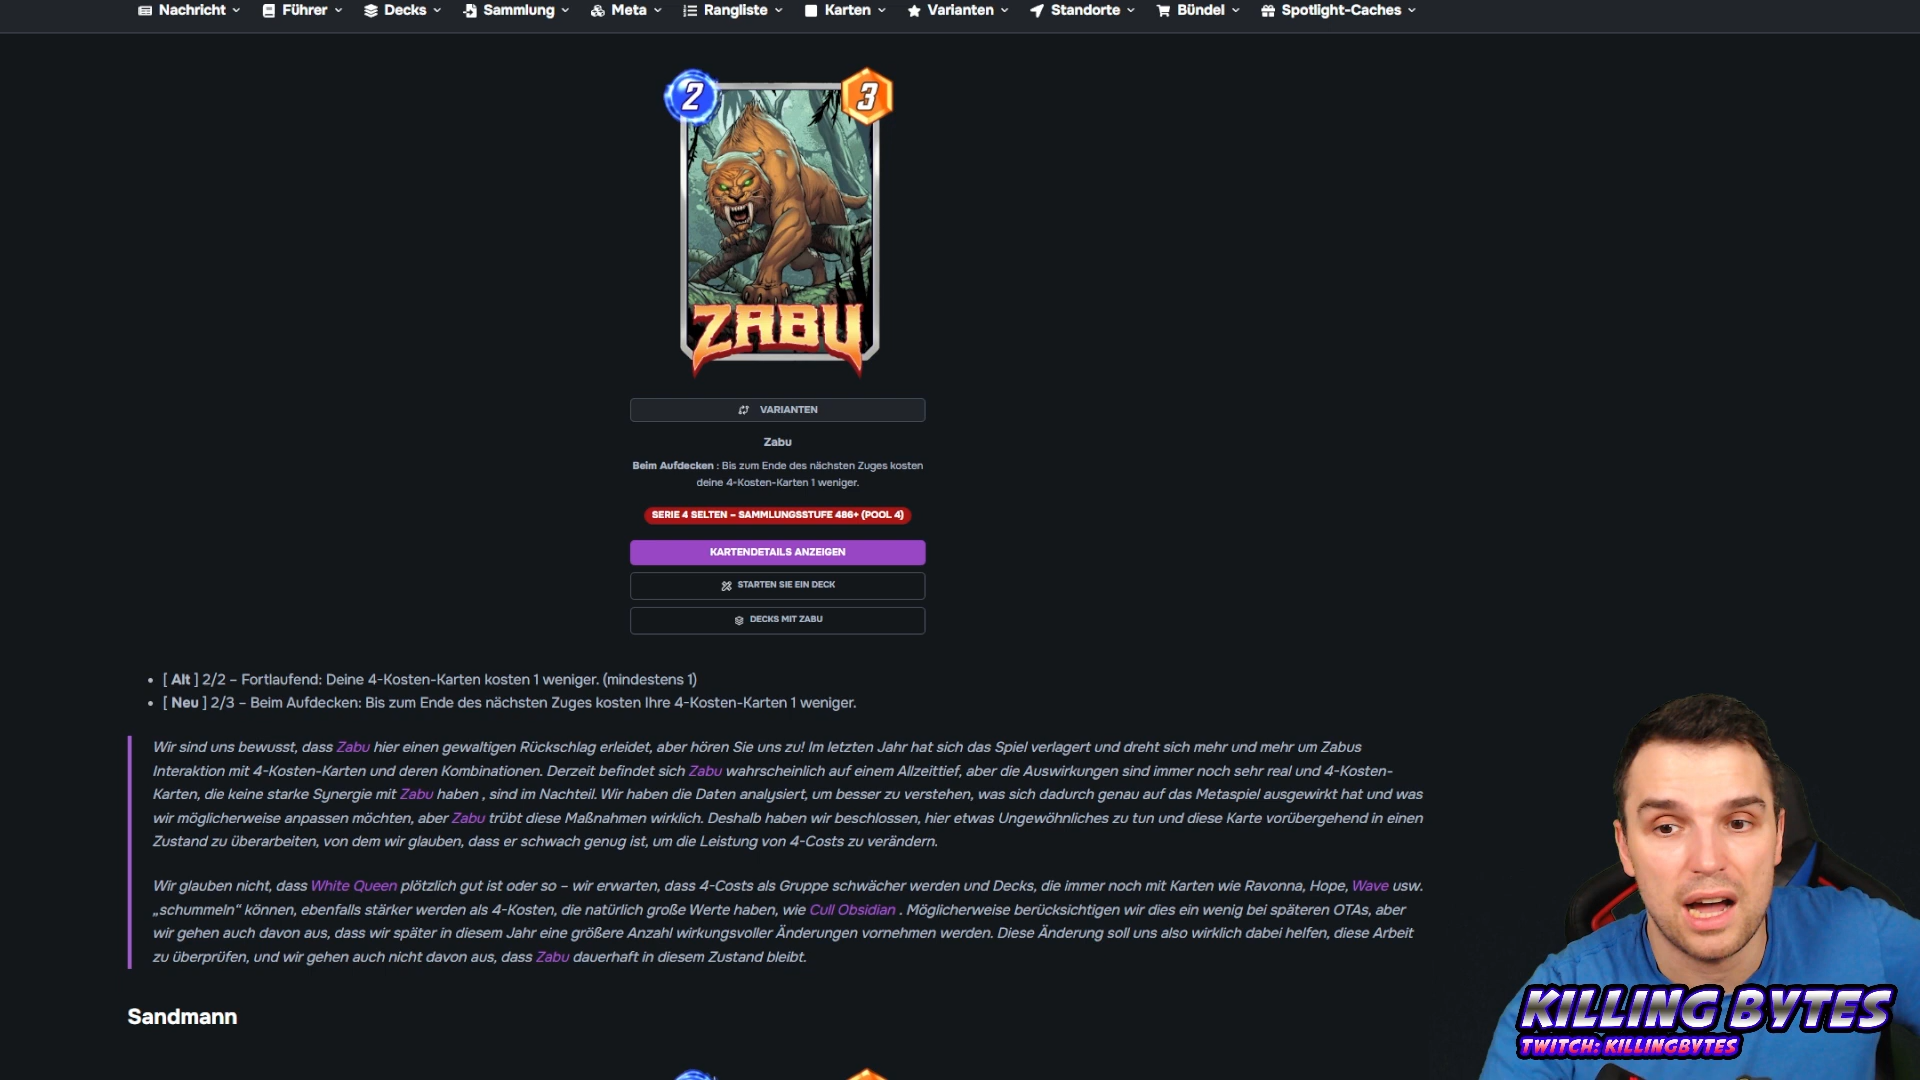 Nachricht Führer Decks Sammlung Meta Rangliste Karten Varianten Standorte Bündel Spotlight-Caches
2 3
ZABU
VARIANTEN
Zabu
Beim Aufdecken : Bis zum Ende des nächsten Zuges kosten
deine 4-Kosten-Karten 1 weniger.
SERIE 4 SELTEN – SAMMLUNGSSTUFE 486+ (POOL 4)
KARTENDETAILS ANZEIGEN
STARTEN SIE EIN DECK
DECKS MIT ZABU
• [ Alt ] 2/2 – Fortlaufend: Deine 4-Kosten-Karten kosten 1 weniger. (mindestens 1)
• [ Neu ] 2/3 – Beim Aufdecken: Bis zum Ende des nächsten Zuges kosten Ihre 4-Kosten-Karten 1 weniger.
Wir sind uns bewusst, dass Zabu hier einen gewaltigen Rückschlag erleidet, aber hören Sie uns zu! Im letzten Jahr hat sich das Spiel verlagert und dreht sich mehr und mehr um Zabus
Interaktion mit 4-Kosten-Karten und deren Kombinationen. Derzeit befindet sich Zabu wahrscheinlich auf einem Allzeittief, aber die Auswirkungen sind immer noch sehr real und 4-Kosten-
Karten, die keine starke Synergie mit Zabu haben , sind im Nachteil. Wir haben die Daten analysiert, um besser zu verstehen, was sich dadurch genau auf das Metaspiel ausgewirkt hat und was
wir möglicherweise anpassen möchten, aber Zabu trübt diese Maßnahmen wirklich. Deshalb haben wir beschlossen, hier etwas Ungewöhnliches zu tun und diese Karte vorübergehend in einen
Zustand zu überarbeiten, von dem wir glauben, dass er schwach genug ist, um die Leistung von 4-Costs zu verändern.
Wir glauben nicht, dass White Queen plötzlich gut ist oder so – wir erwarten, dass 4-Costs als Gruppe schwächer werden und Decks, die immer noch mit Karten wie Ravonna, Hope, Wave usw.
„schummeln“ können, ebenfalls stärker werden als 4-Kosten, die natürlich große Werte haben, wie Cull Obsidian . Möglicherweise berücksichtigen wir dies ein wenig bei späteren OTAs, aber
wir gehen auch davon aus, dass wir später in diesem Jahr eine größere Anzahl wirkungsvoller Änderungen vornehmen werden. Diese Änderung soll uns also wirklich dabei helfen, diese Arbeit
zu überprüfen, und wir gehen auch nicht davon aus, dass Zabu dauerhaft in diesem Zustand bleibt.
Sandmann
KILLING BYTES
TWITCH: KILLINGBYTES